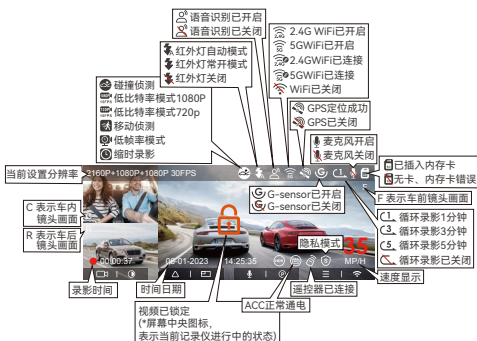 语音识别已开启
语音识别已关闭
红外灯自动模式
红外灯常开模式
红外灯关闭
2.4G WiFi已开启
5GWiFi已开启
2.4GWiFi已连接
5GWiFi已连接
WiFi已关闭
碰撞侦测
低比特率模式1080P
低比特率模式720p
移动侦测
低帧率模式
缩时录影
GPS定位成功
GPS已关闭
麦克风开启
麦克风关闭
已插入内存卡
无卡、内存卡错误
当前设置分辨率
2160P+1080P+1080P 30FPS
F
F 表示车前镜头画面
C 表示车内
镜头画面
R 表示车后
镜头画面
G-sensor已开启
G-sensor已关闭
循环录影1分钟
循环录影3分钟
循环录影5分钟
循环录影已关闭
隐私模式
35
00:00:37
06-01-2023
14:25:35
MP/H
速度显示
录影时间
时间日期
遥控器已连接
ACC正常通电
视频已锁定
(*屏幕中央图标，
表示当前记录仪进行中的状态)